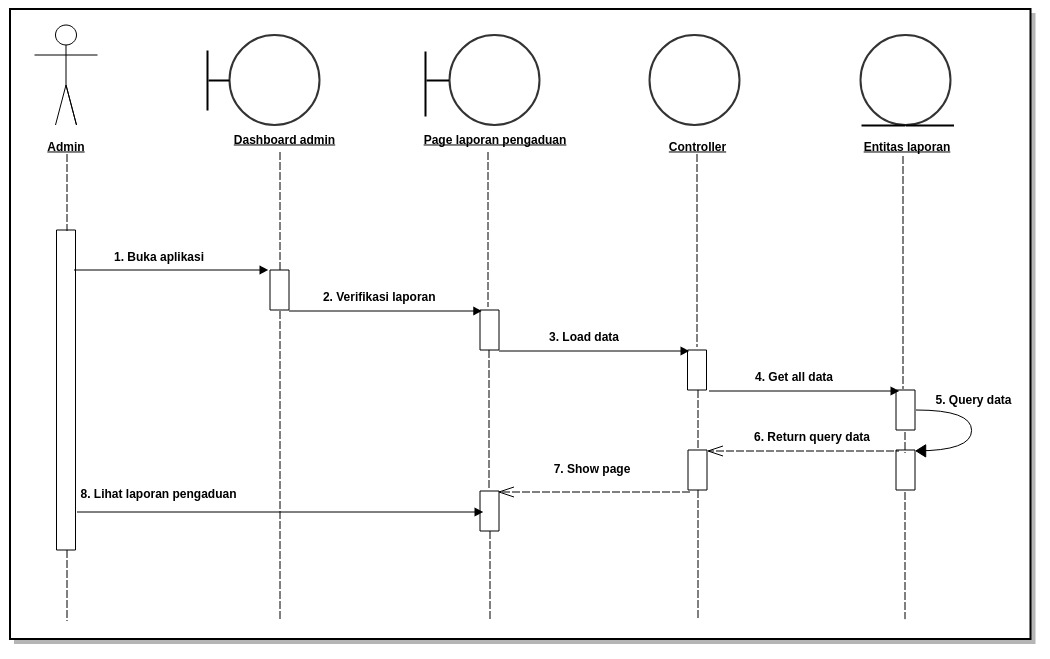 Admin
Dashboard admin
Page laporan pengaduan
Controller
Entitas laporan
1. Buka aplikasi
2. Verifikasi laporan
3. Load data
4. Get all data
5. Query data
6. Return query data
7. Show page
8. Lihat laporan pengaduan